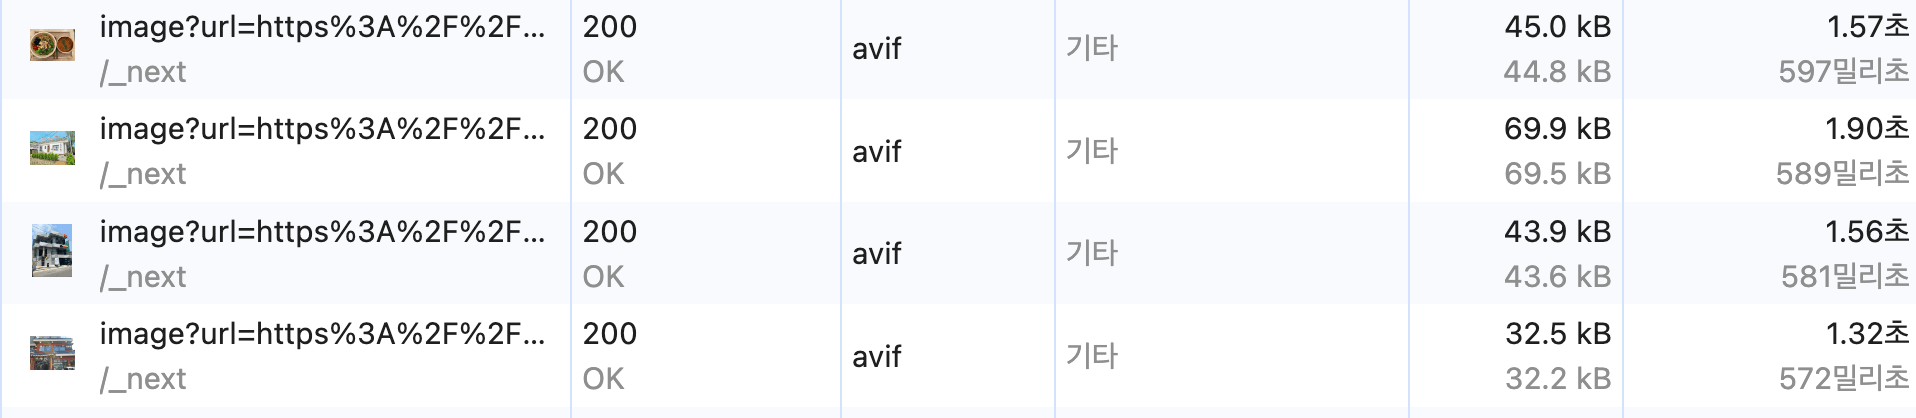 image?url=https%3A%2F%2F... 200 45.0 kB 1.57초
avif 기타
/_next OK 44.8 kB 597밀리초
image?url=https%3A%2F%2F... 200 69.9 kB 1.90초
avif 기타
/_next OK 69.5 kB 589밀리초
image?url=https%3A%2F%2F... 200 43.9 kB 1.56초
avif 기타
/_next OK 43.6 kB 581밀리초
image?url=https%3A%2F%2F... 200 32.5 kB 1.32초
avif 기타
/_next OK 32.2 kB 572밀리초